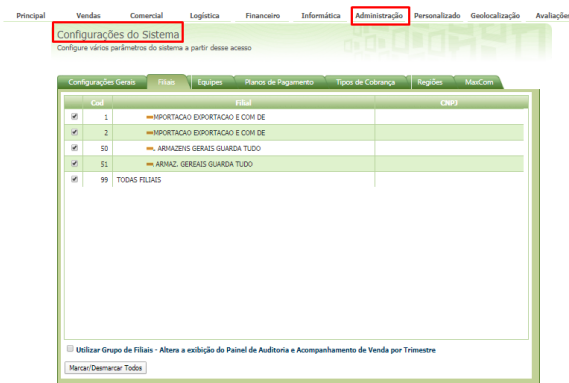 Principal Vendas Comercial Logística Financeiro Informática Administração Personalizado Geolocalização Avaliações
Configurações do Sistema
Configure vários parâmetros do sistema a partir desse acesso
Configurações Gerais Filiais Equipes Planos de Pagamento Tipos de Cobrança Regiões MaxCom
Cod Filial CNPJ
1 MPORTACAO EXPORTACAO E COM DE
2 MPORTACAO EXPORTACAO E COM DE
50 . ARMAZENS GERAIS GUARDA TUDO
51 ARMAZ. GEREAIS GUARDA TUDO
99 TODAS FILIAIS
Utilizar Grupo de Filiais - Altera a exibição do Painel de Auditoria e Acompanhamento de Venda por Trimestre
Marcar/Desmarcar Todos